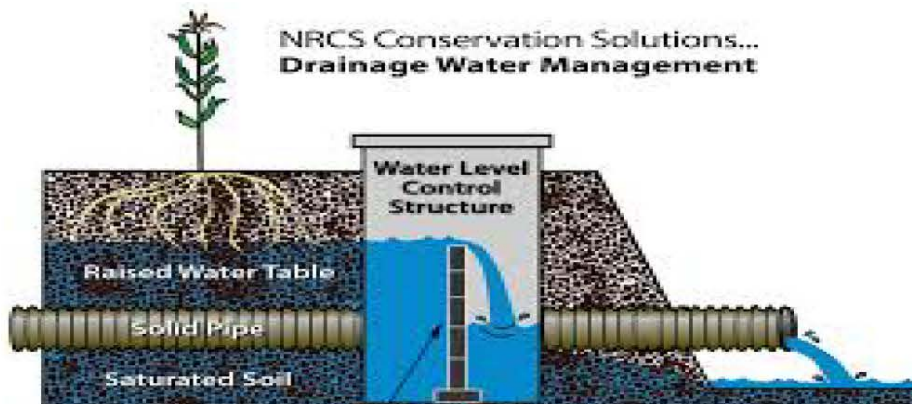 NRCS Conservation Solutions...
Drainage Water Management
Water Level
Control
Structure
Raised Water Table
Solid Pipe
Saturated Soil